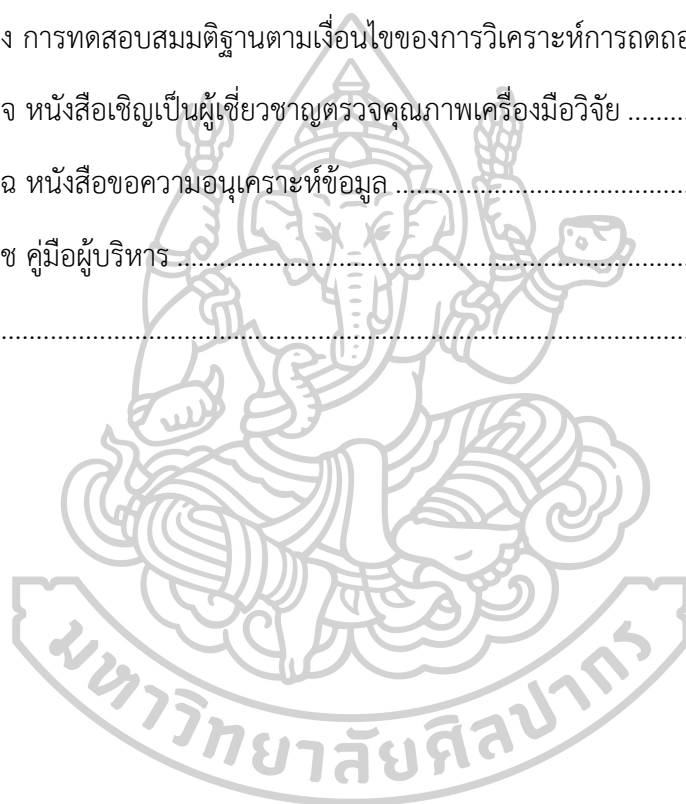 ง การทดสอบสมมติฐานตามเงื่อนไขของการวิเคราะห์การถดถอ
จ หนังสือเชิญเป็นผู้เชี่ยวชาญตรวจคุณภาพเครื่องมือวิจัย .........
ฉ หนังสือขอความอนุเคราะห์ข้อมูล ..........................................
ช คู่มือผู้บริหาร .........................................................................
....................................................................................................
มหาวิทยาลัยศิลปากร